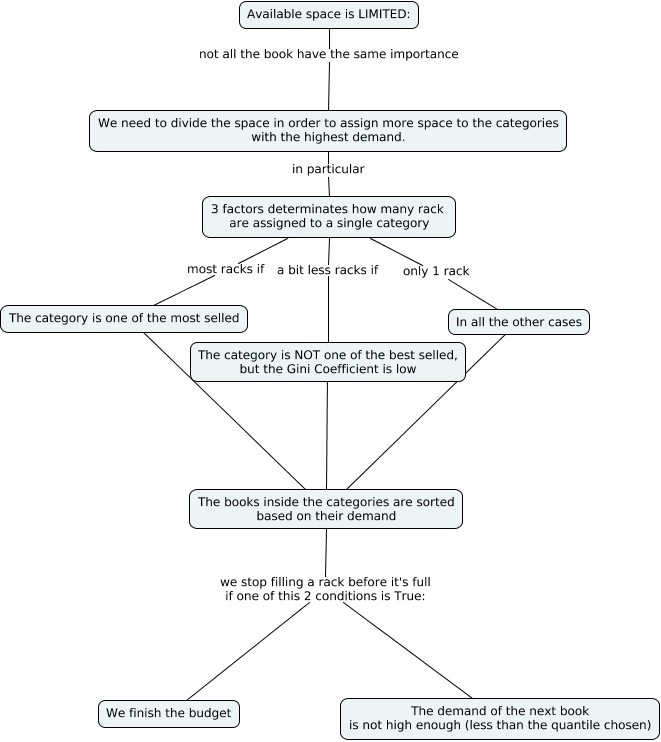 Available space is LIMITED:
not all the book have the same importance
We need to divide the space in order to assign more space to the categories
with the highest demand.
in particular
3 factors determinates how many rack
are assigned to a single category
most racks if
a bit less racks if
only 1 rack
The category is one of the most selled
In all the other cases
The category is NOT one of the best selled,
but the Gini Coefficient is low
The books inside the categories are sorted
based on their demand
we stop filling a rack before it's full
if one of this 2 conditions is True:
We finish the budget
The demand of the next book
is not high enough (less than the quantile chosen)